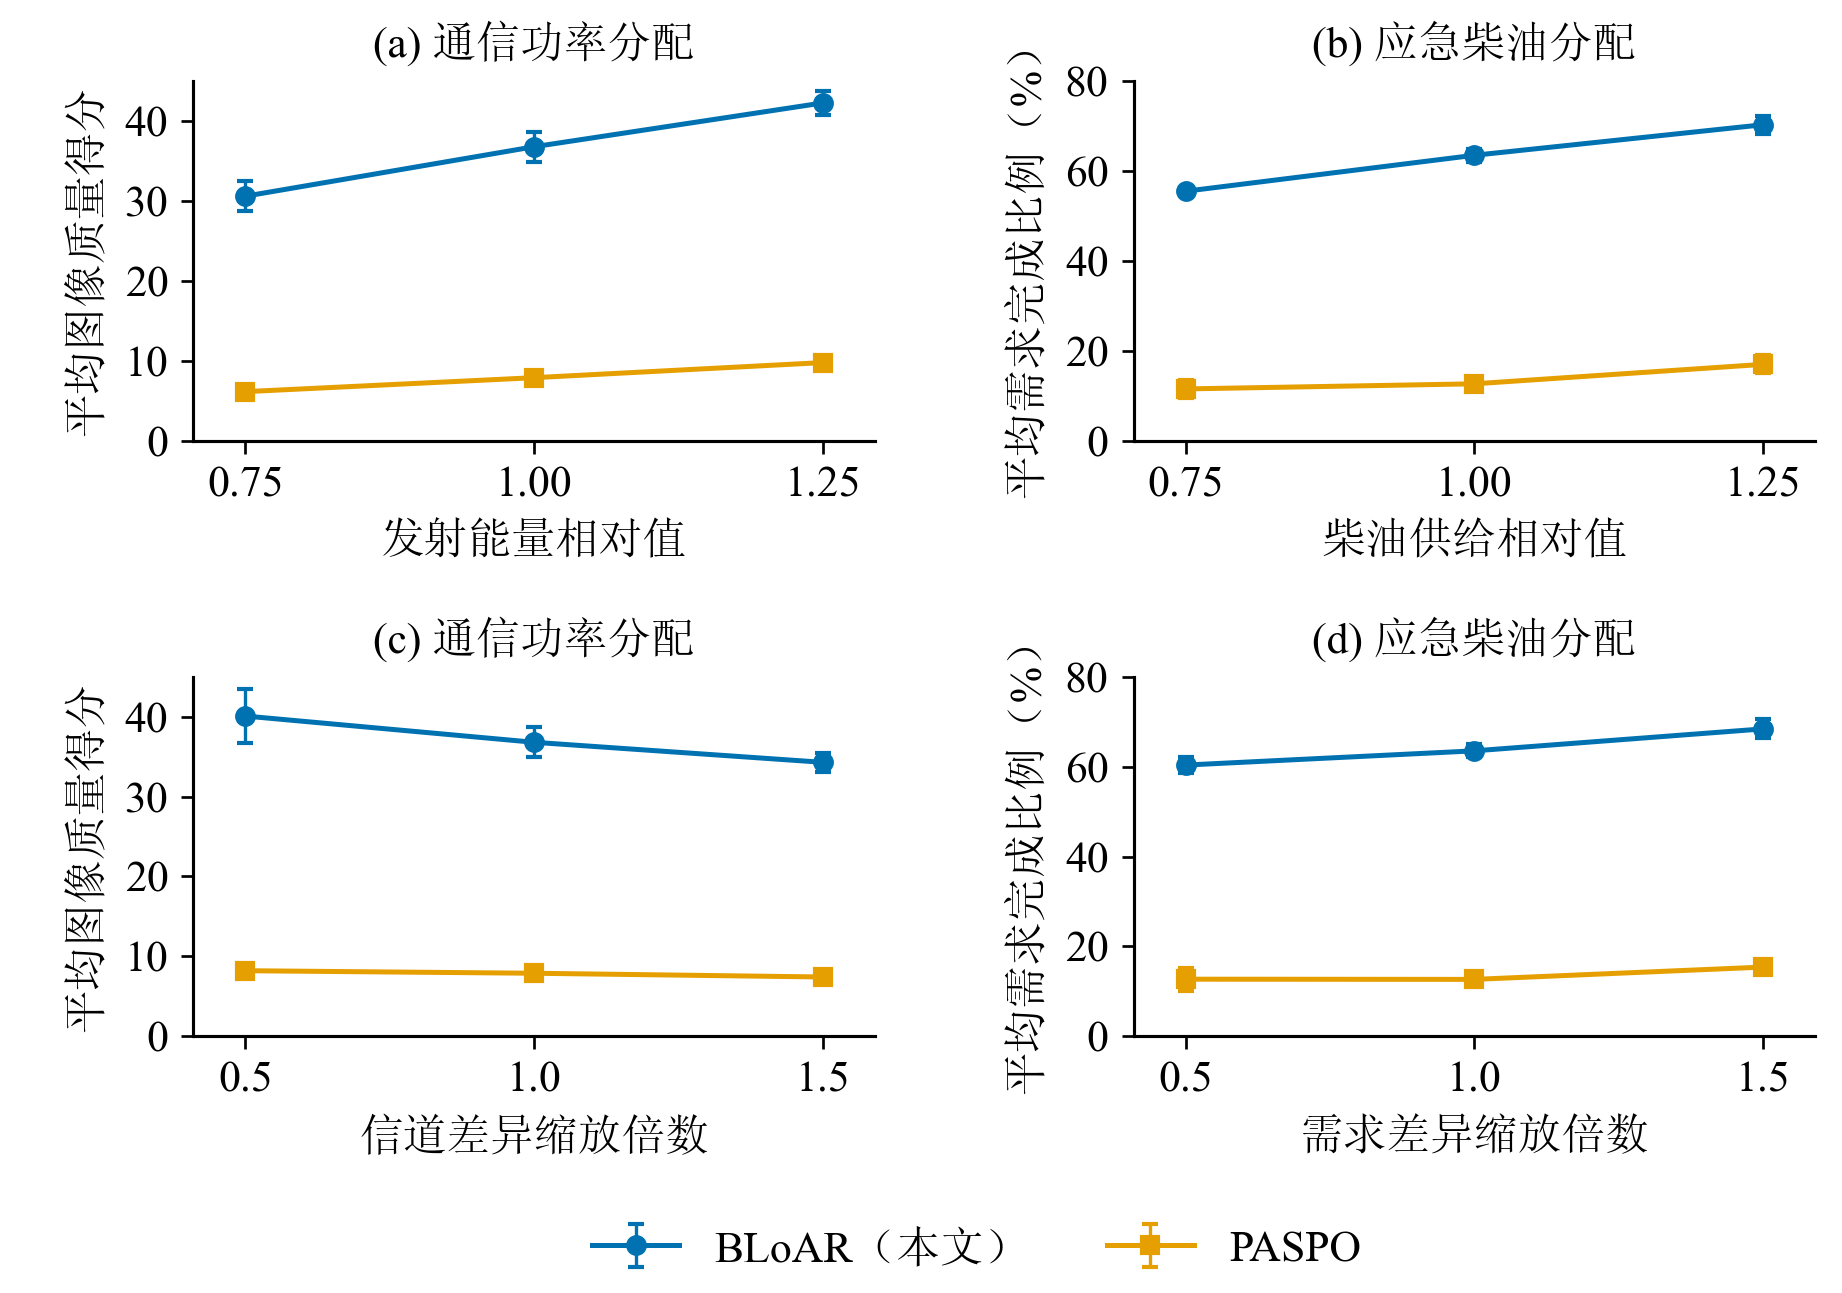 (a) 通信功率分配
平均图像质量得分
40
30
20
10
0
0.75 1.00 1.25
发射能量相对值
(b) 应急柴油分配
平均需求完成比例（%）
80
60
40
20
0
0.75 1.00 1.25
柴油供给相对值
(c) 通信功率分配
平均图像质量得分
40
30
20
10
0
0.5 1.0 1.5
信道差异缩放倍数
(d) 应急柴油分配
平均需求完成比例（%）
80
60
40
20
0
0.5 1.0 1.5
需求差异缩放倍数
BLoAR（本文） PASPO